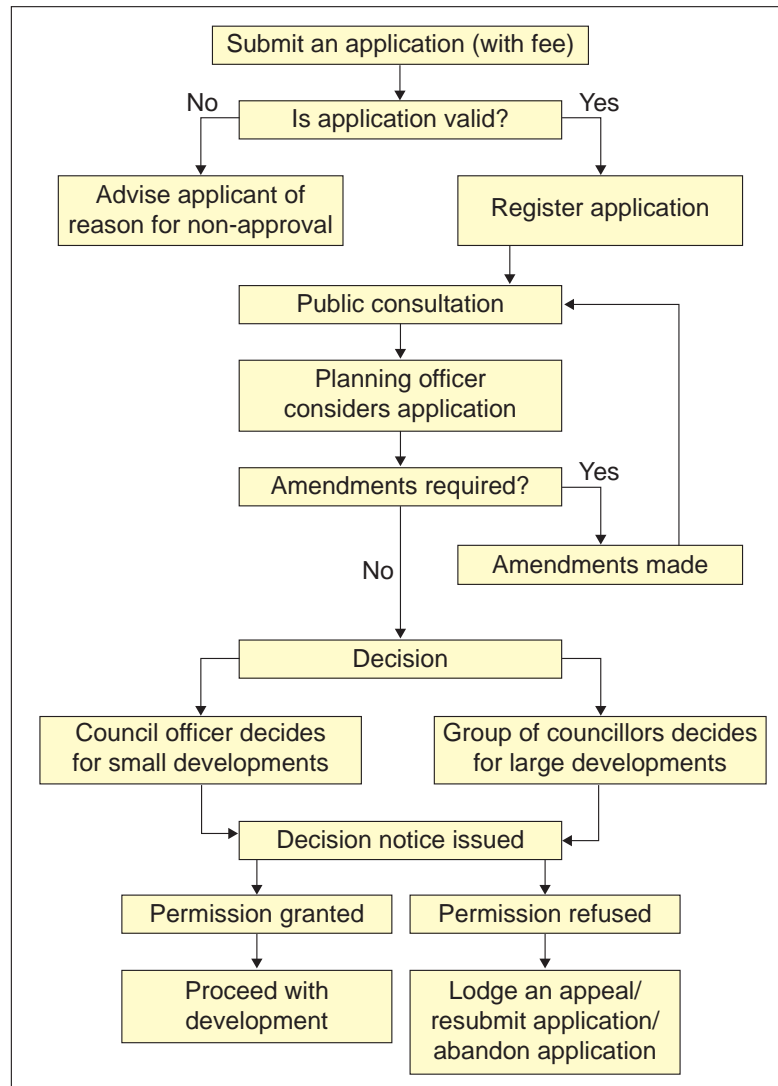 Submit an application (with fee)
No
Yes
Is application valid?
Advise applicant of
reason for non-approval
Register application
Public consultation
Planning officer
considers application
Amendments required?
Yes
Amendments made
No
Decision
Council officer decides
for small developments
Group of councillors decides
for large developments
Decision notice issued
Permission granted
Permission refused
Proceed with
development
Lodge an appeal/
resubmit application/
abandon application